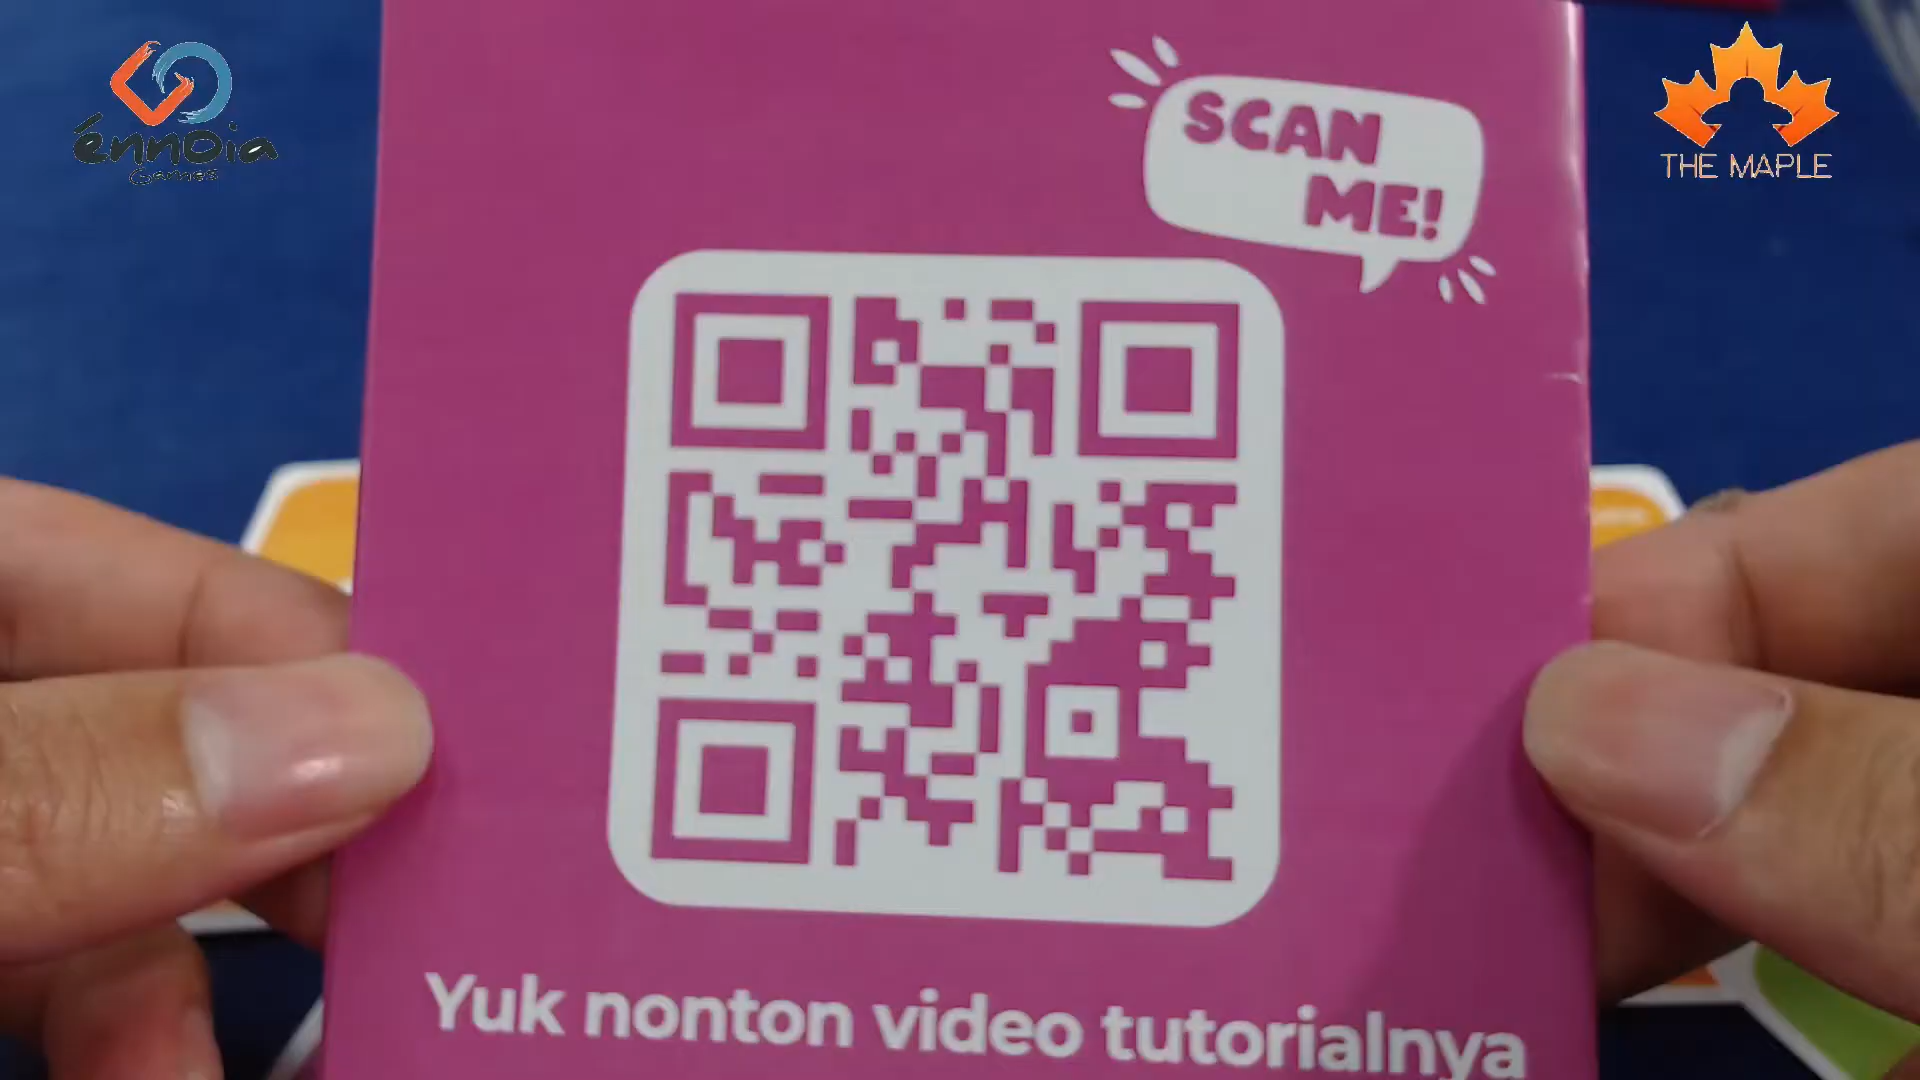 énnOia
Games
THE MAPLE
SCAN
ME!
Yuk nonton video tutorialnya